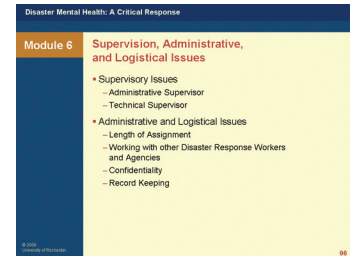 Disaster Mental Health: A Critical Response
Module 6
Supervision, Administrative,
and Logistical Issues
▪ Supervisory Issues
– Administrative Supervisor
– Technical Supervisor
▪ Administrative and Logistical Issues
– Length of Assignment
– Working with other Disaster Response Workers
and Agencies
– Confidentiality
– Record Keeping
University of Rochester
96